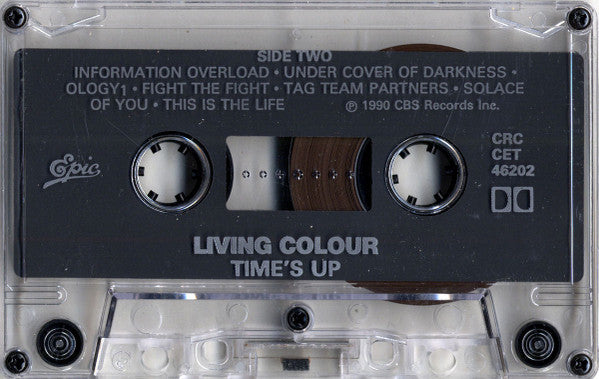 SIDE TWO
INFORMATION OVERLOAD • UNDER COVER OF DARKNESS •
OLOGY1 • FIGHT THE FIGHT • TAG TEAM PARTNERS • SOLACE
OF YOU • THIS IS THE LIFE ℗ 1990 CBS Records Inc.
Epic
CRC
CET
46202
LIVING COLOUR
TIME'S UP